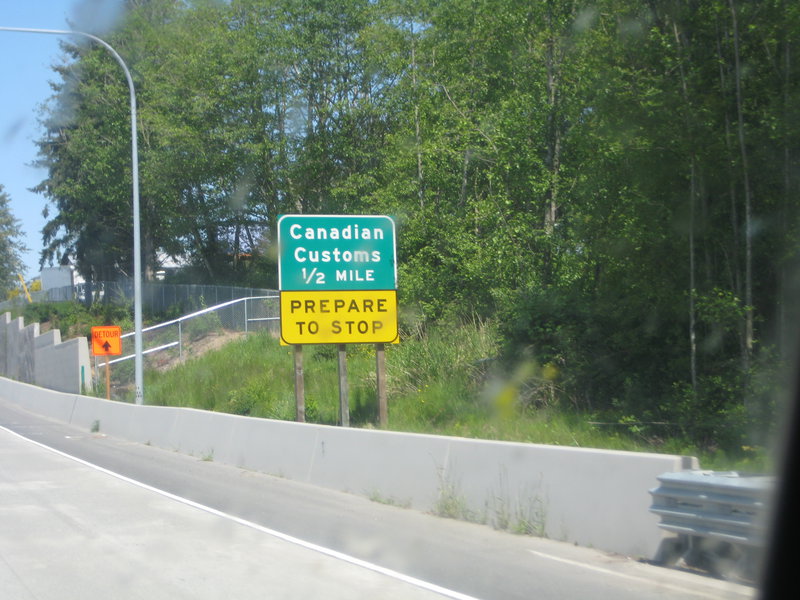 Canadian
Customs
1/2 MILE
PREPARE
TO STOP
DETOUR